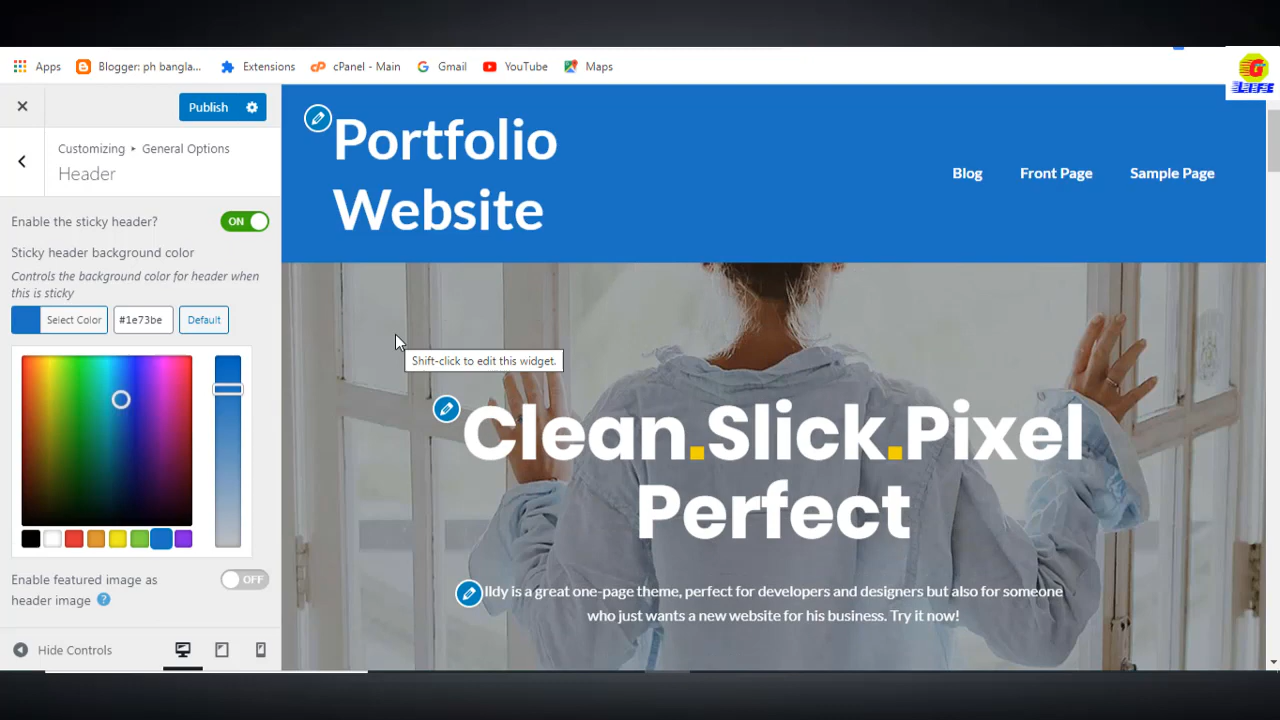 Apps
Blogger: ph bangla...
Extensions
cPanel - Main
Gmail
YouTube
Maps
G
LIFE
Publish
Customizing ▸ General Options
Header
Enable the sticky header?
ON
Sticky header background color
Controls the background color for header when
this is sticky
Select Color
#1e73be
Default
Enable featured image as
header image
OFF
Hide Controls
Portfolio
Website
Blog
Front Page
Sample Page
Shift-click to edit this widget.
Clean.Slick.Pixel
Perfect
lldy is a great one-page theme, perfect for developers and designers but also for someone
who just wants a new website for his business. Try it now!